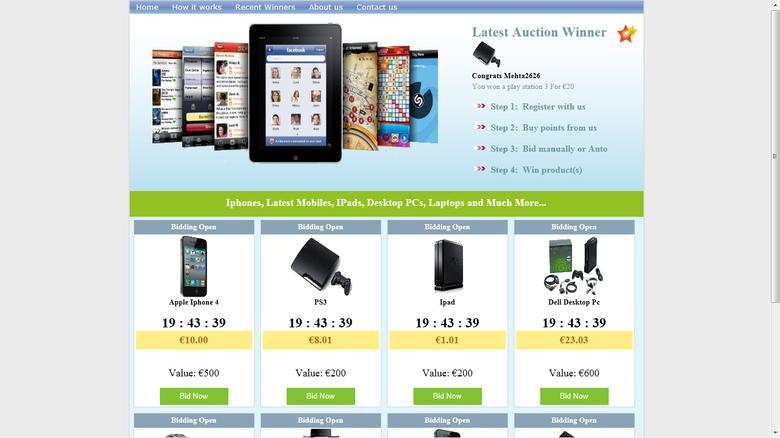 Home How it works Recent Winners About us Contact us
Latest Auction Winner
facebook
Congrats Mehta2626
You won a play station 3 For €20
Step 1: Register with us
Step 2: Buy points from us
Step 3: Bid manually or Auto
Step 4: Win product(s)
Iphones, Latest Mobiles, IPads, Desktop PCs, Laptops and Much More...
Bidding Open Bidding Open Bidding Open Bidding Open
Apple Iphone 4 PS3 Ipad Dell Desktop Pc
19 : 43 : 39 19 : 43 : 39 19 : 43 : 39 19 : 43 : 39
€10.00 €8.01 €1.01 €23.03
Value: €500 Value: €200 Value: €200 Value: €600
Bid Now Bid Now Bid Now Bid Now
Bidding Open Bidding Open Bidding Open Bidding Open